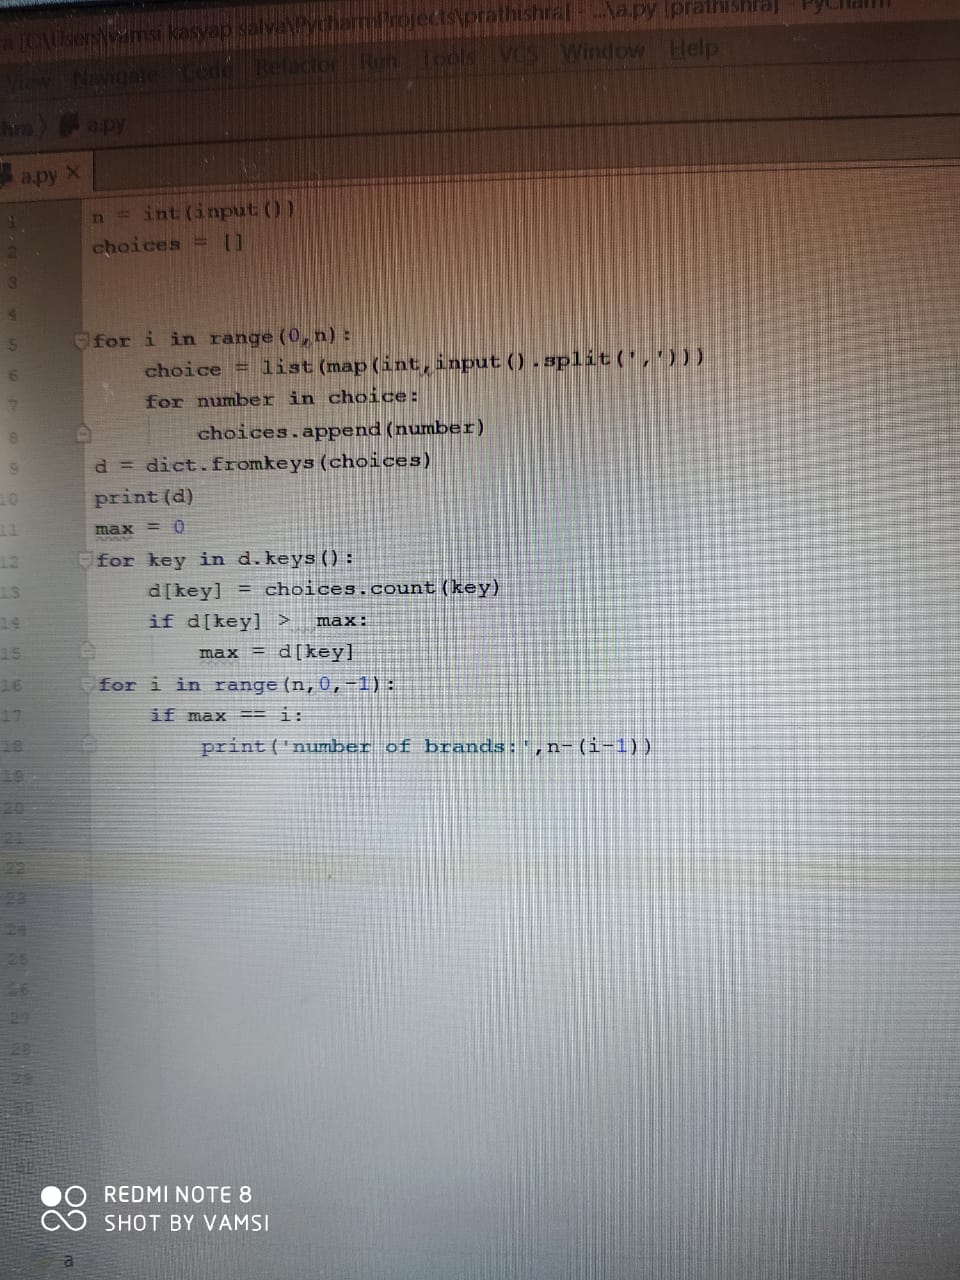 a [C:\Users\vamsi kasyap salva\PycharmProjects\prathishra] - ...\a.py [prathishra] - PyCharm
View Navigate Code Refactor Run Tools VCS Window Help
hra a.py
a.py ×
1 n = int(input())
2 choices = []
3
4
5 for i in range(0,n):
6 choice = list(map(int,input().split(',')))
7 for number in choice:
8 choices.append(number)
9 d = dict.fromkeys(choices)
10 print(d)
11 max = 0
12 for key in d.keys():
13 d[key] = choices.count(key)
14 if d[key] > max:
15 max = d[key]
16 for i in range(n,0,-1):
17 if max == i:
18 print('number of brands:',n-(i-1))
19
20
21
22
23
24
25
26
27
28
29
30
REDMI NOTE 8
SHOT BY VAMSI
a